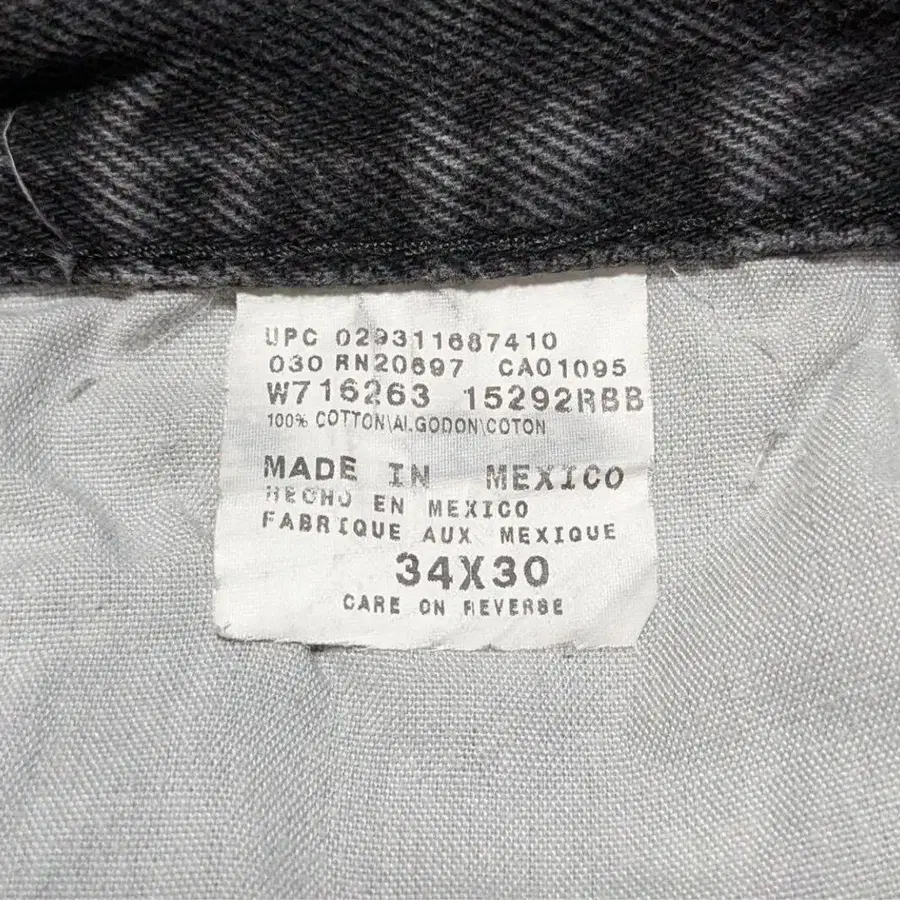 UPC 029311687410
030 RN20697 CA01095
W716263 15292RBB
100% COTTON\ALGODON\COTON
MADE IN MEXICO
HECHO EN MEXICO
FABRIQUE AUX MEXIQUE
34X30
CARE ON REVERSE